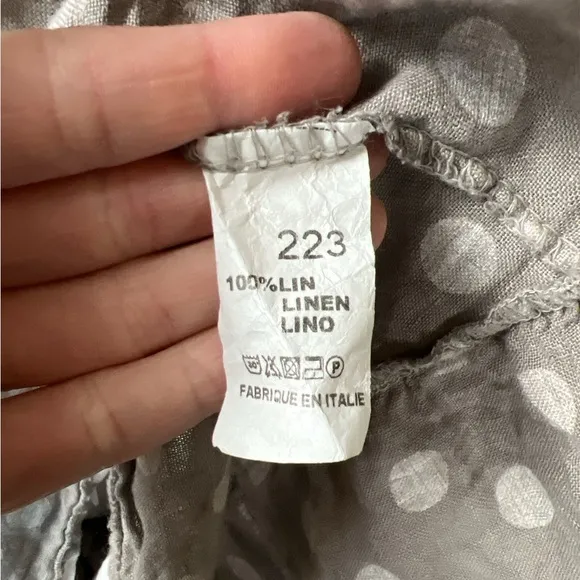 223
100%LIN
LINEN
LINO
P
FABRIQUE EN ITALIE